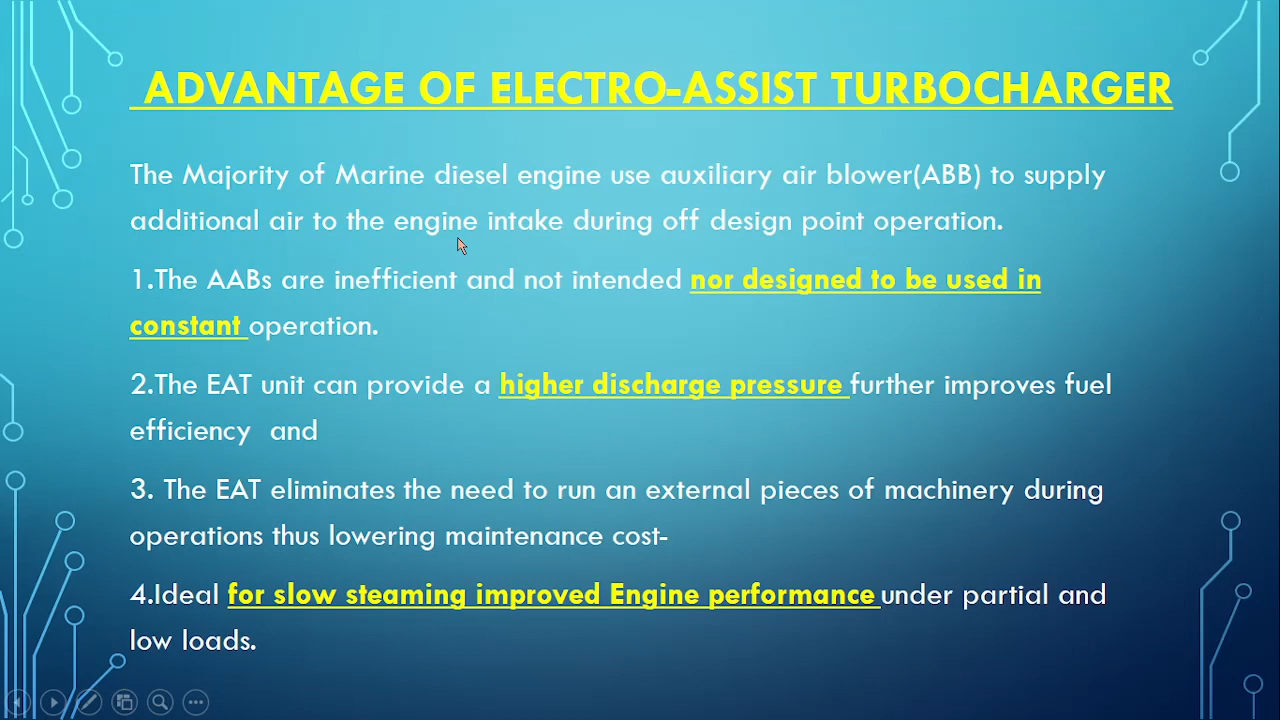 ADVANTAGE OF ELECTRO-ASSIST TURBOCHARGER
The Majority of Marine diesel engine use auxiliary air blower(ABB) to supply
additional air to the engine intake during off design point operation.
1.The AABs are inefficient and not intended nor designed to be used in
constant operation.
2.The EAT unit can provide a higher discharge pressure further improves fuel
efficiency  and
3. The EAT eliminates the need to run an external pieces of machinery during
operations thus lowering maintenance cost-
4.Ideal for slow steaming improved Engine performance under partial and
low loads.